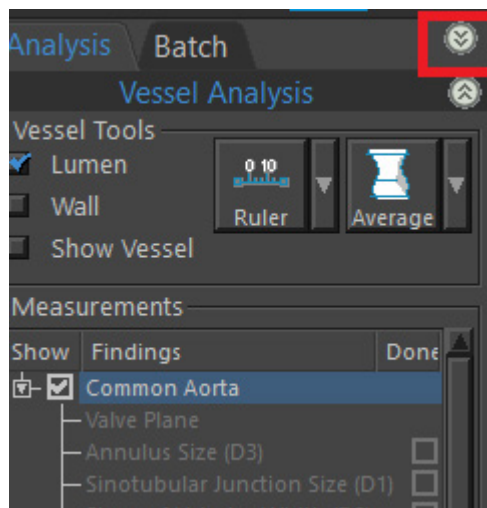 Analysis Batch
Vessel Analysis
Vessel Tools
Lumen
Wall
Show Vessel
0 10
Ruler
Average
Measurements
Show Findings Done
Common Aorta
Valve Plane
Annulus Size (D3)
Sinotubular Junction Size (D1)